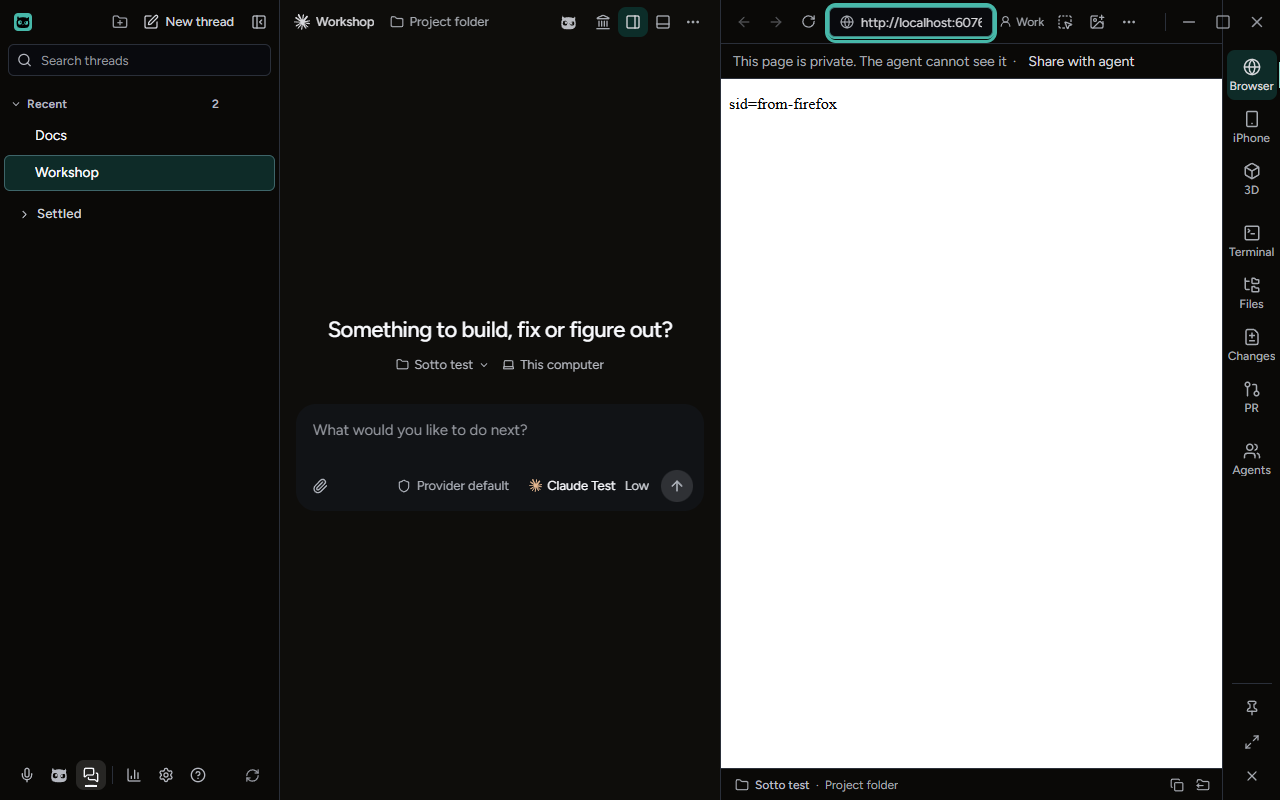 New thread
Search threads
Recent 2
Docs
Workshop
Settled
Workshop Project folder
Something to build, fix or figure out?
Sotto test This computer
What would you like to do next?
Provider default Claude Test Low
http://localhost:6076
Work
This page is private. The agent cannot see it · Share with agent
sid=from-firefox
Sotto test · Project folder
Browser
iPhone
3D
Terminal
Files
Changes
PR
Agents